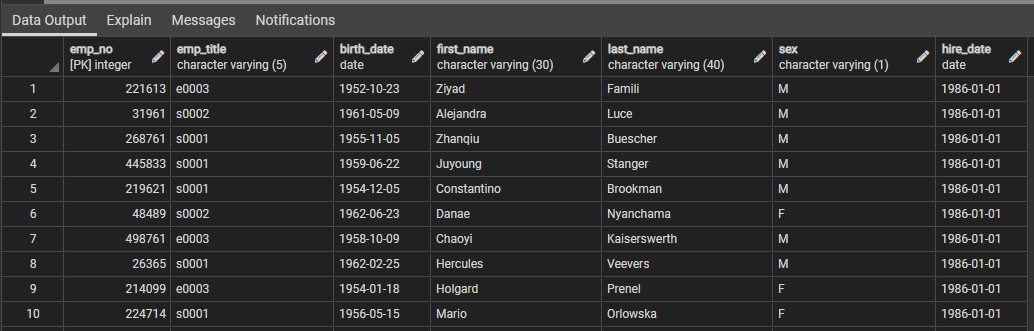 Data Output Explain Messages Notifications
emp_no emp_title birth_date first_name last_name sex hire_date
[PK] integer character varying (5) date character varying (30) character varying (40) character varying (1) date
1 221613 e0003 1952-10-23 Ziyad Famili M 1986-01-01
2 31961 s0002 1961-05-09 Alejandra Luce M 1986-01-01
3 268761 s0001 1955-11-05 Zhanqiu Buescher M 1986-01-01
4 445833 s0001 1959-06-22 Juyoung Stanger M 1986-01-01
5 219621 s0001 1954-12-05 Constantino Brookman M 1986-01-01
6 48489 s0002 1962-06-23 Danae Nyanchama F 1986-01-01
7 498761 e0003 1958-10-09 Chaoyi Kaiserswerth M 1986-01-01
8 26365 s0001 1962-02-25 Hercules Veevers M 1986-01-01
9 214099 e0003 1954-01-18 Holgard Prenel F 1986-01-01
10 224714 s0001 1956-05-15 Mario Orlowska F 1986-01-01